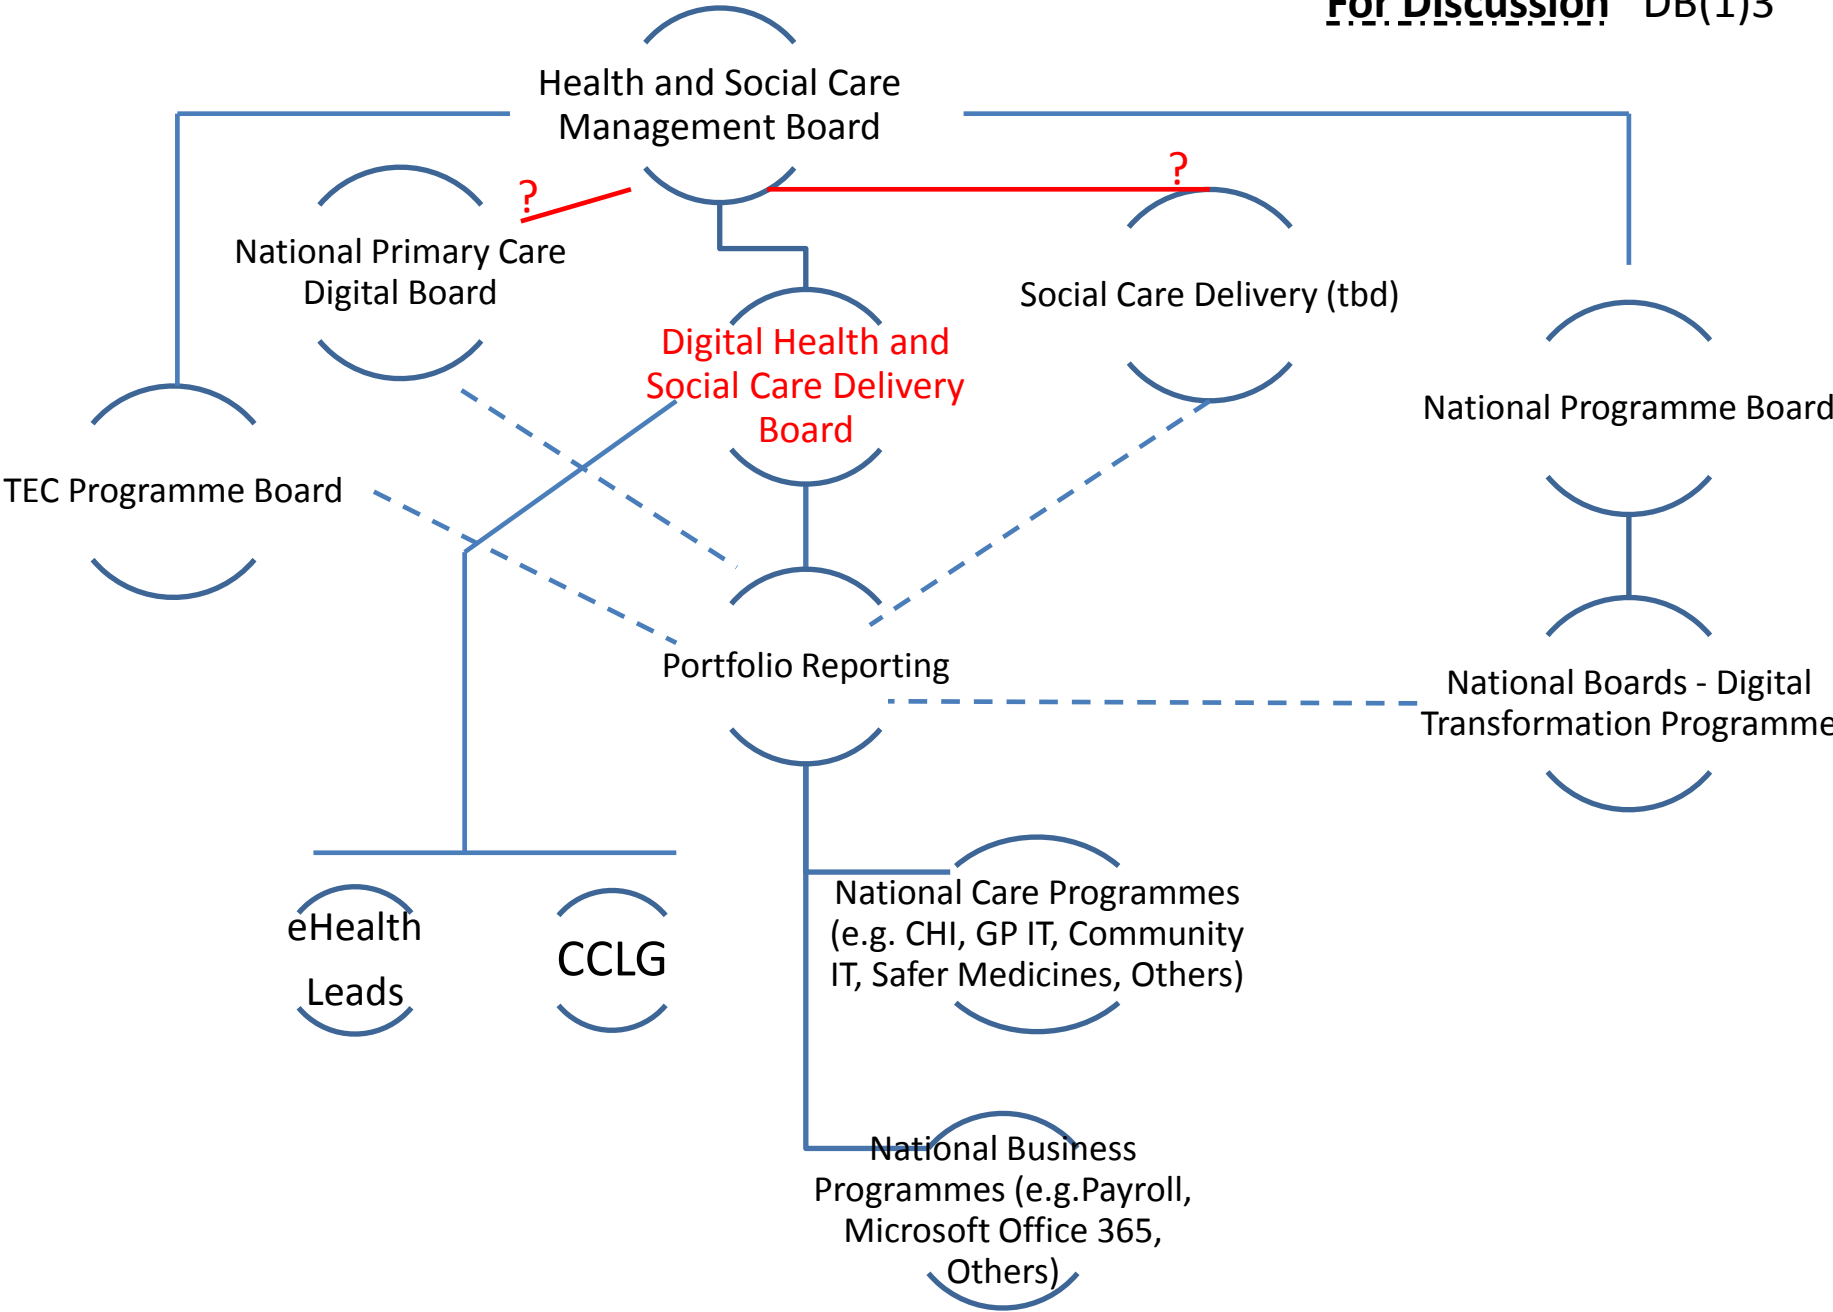 For Discussion DB(1)3
Health and Social Care
Management Board
?
?
National Primary Care
Digital Board
Social Care Delivery (tbd)
Digital Health and
Social Care Delivery
Board
National Programme Board
TEC Programme Board
Portfolio Reporting
National Boards - Digital
Transformation Programme
eHealth
Leads
CCLG
National Care Programmes
(e.g. CHI, GP IT, Community
IT, Safer Medicines, Others)
National Business
Programmes (e.g.Payroll,
Microsoft Office 365,
Others)